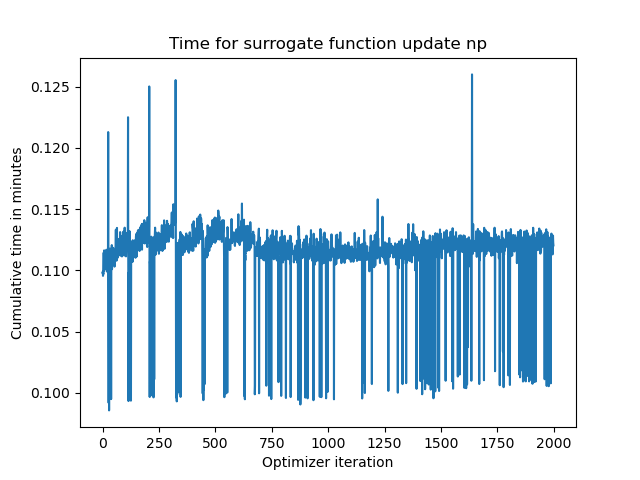 Time for surrogate function update np
Cumulative time in minutes
0.125
0.120
0.115
0.110
0.105
0.100
0 250 500 750 1000 1250 1500 1750 2000
Optimizer iteration